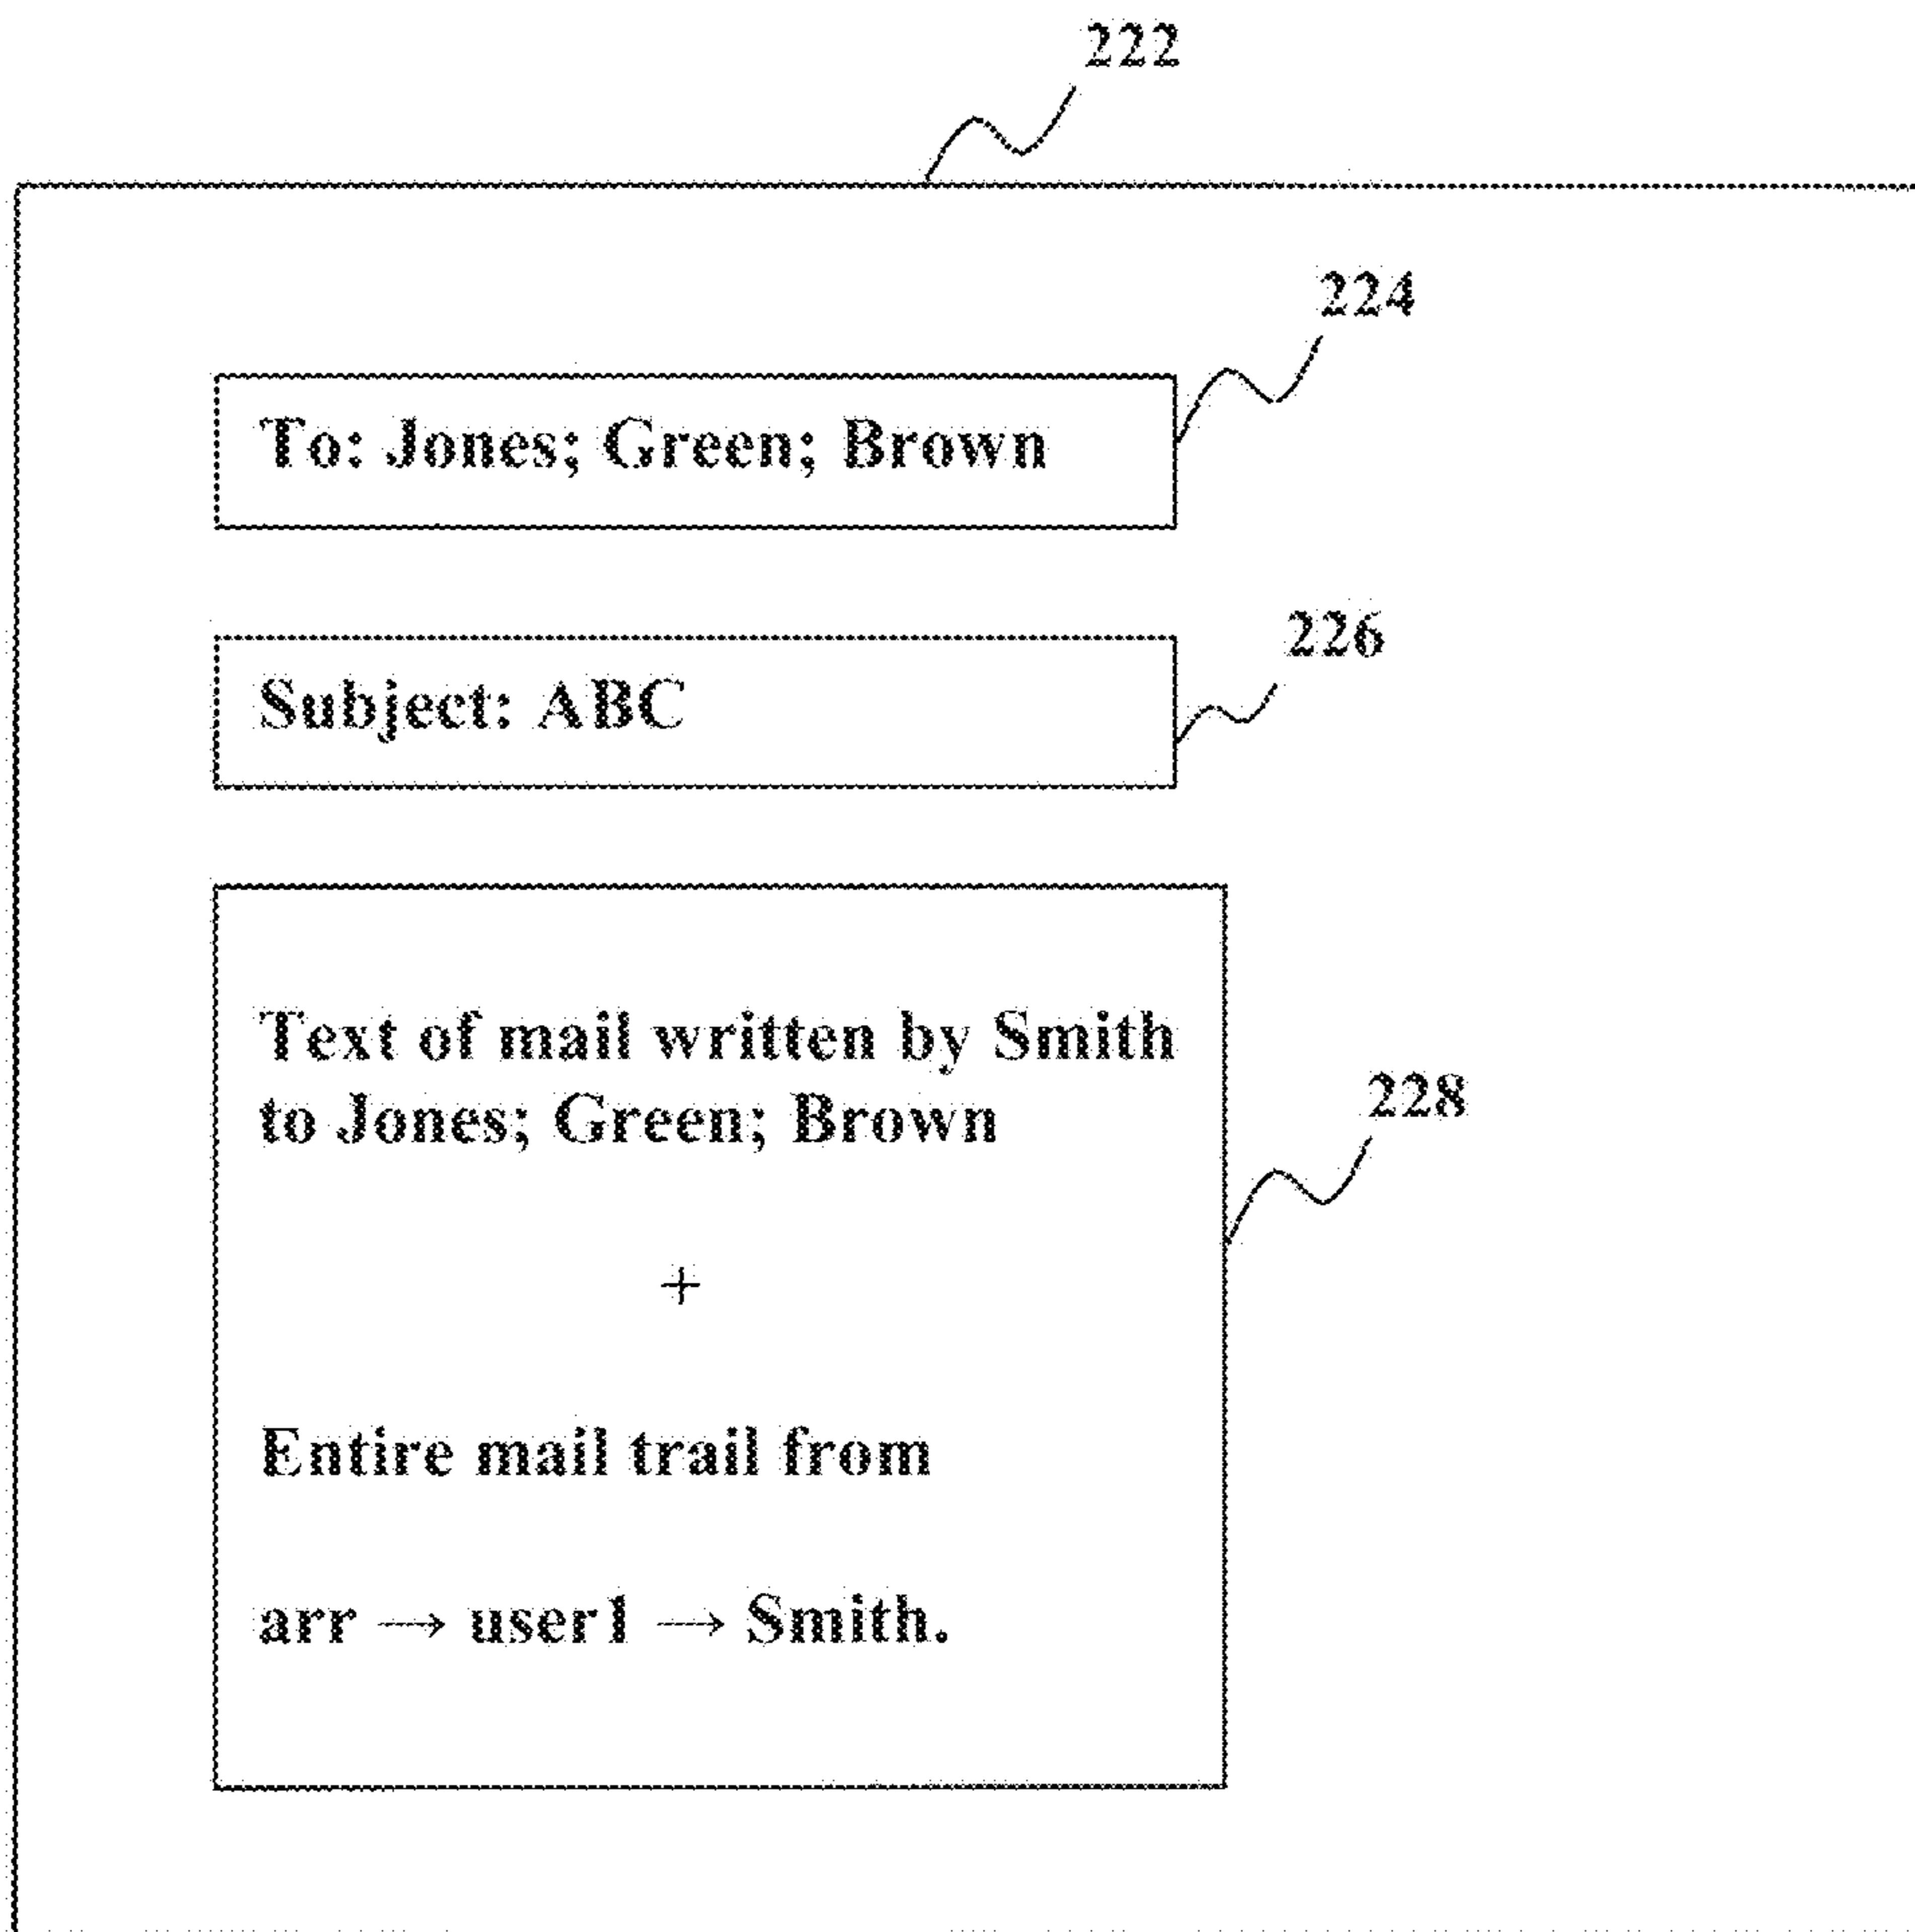 222
224
To: Jones; Green; Brown
226
Subject: ABC
Text of mail written by Smith
to Jones; Green; Brown
228
+
Entire mail trail from
arr → user1 → Smith.